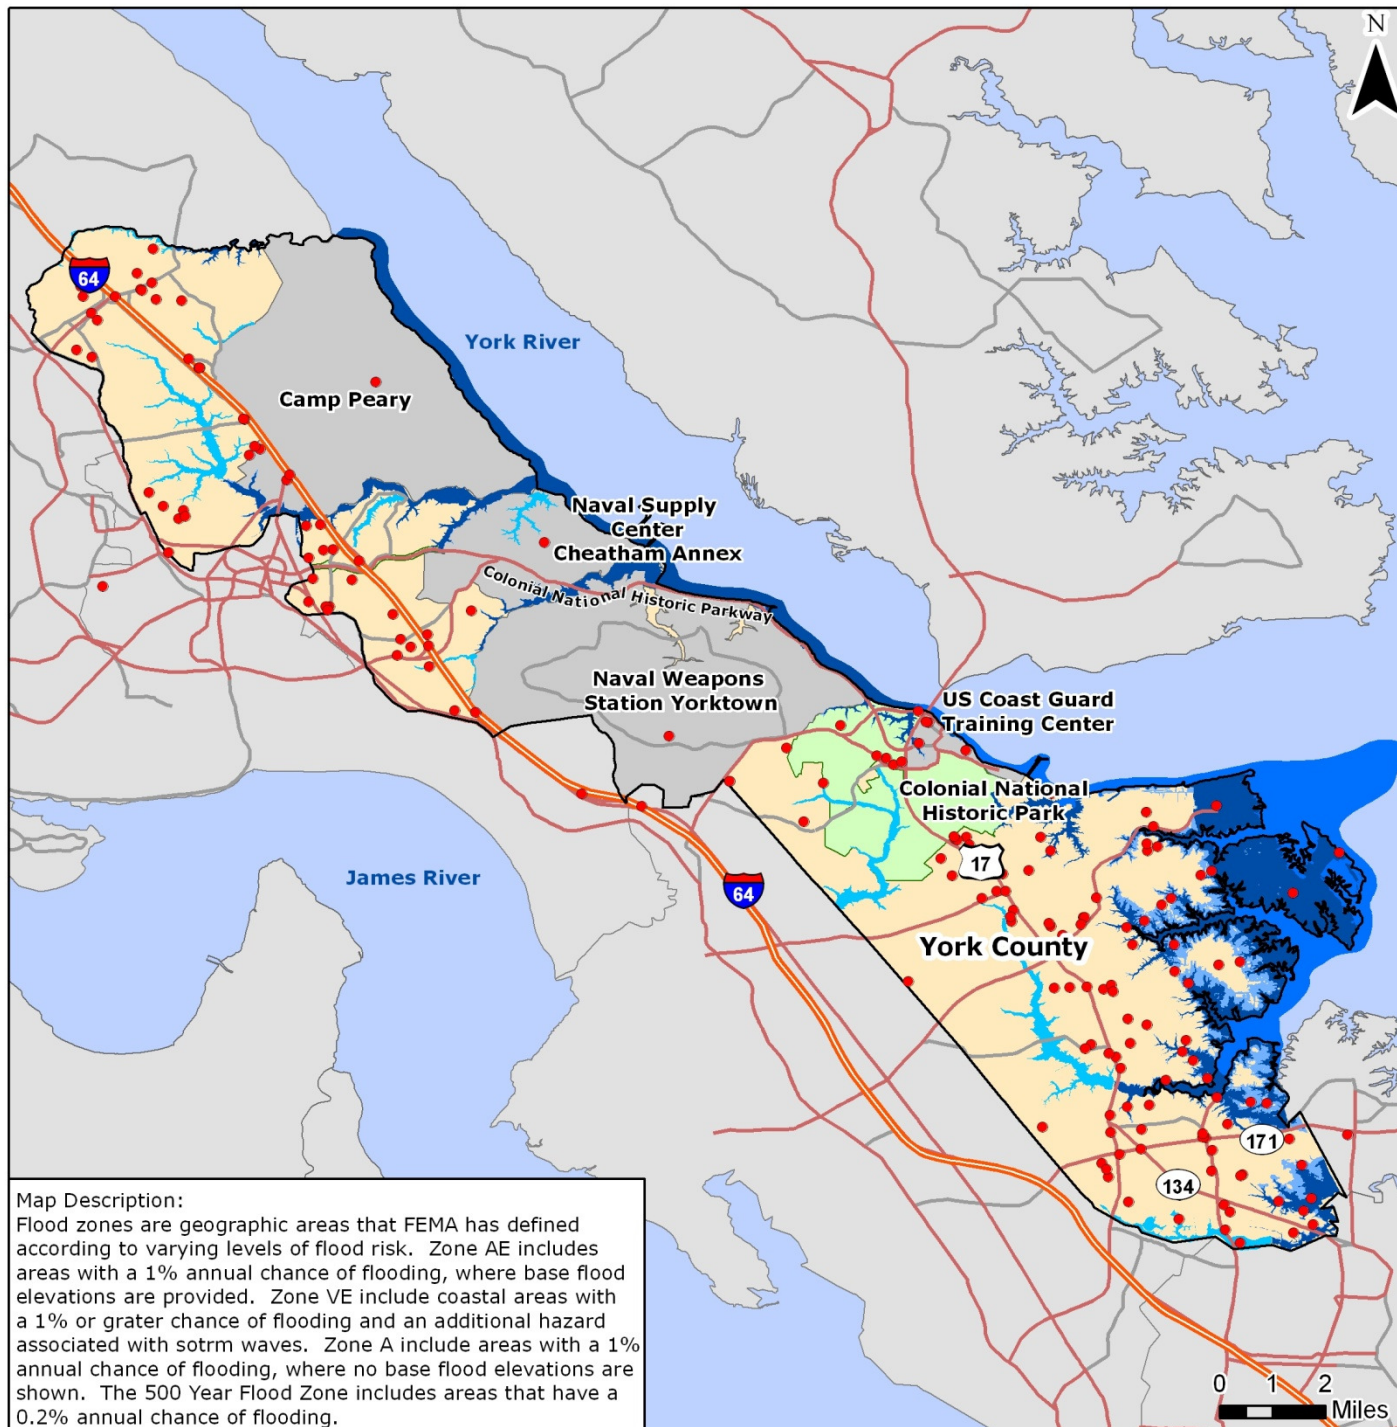 N
64
York River
Camp Peary
Naval Supply
Center
Cheatham Annex
Colonial National Historic Parkway
Naval Weapons
Station Yorktown
US Coast Guard
Training Center
Colonial National
Historic Park
17
James River
64
York County
171
134
Map Description:
Flood zones are geographic areas that FEMA has defined
according to varying levels of flood risk.  Zone AE includes
areas with a 1% annual chance of flooding, where base flood
elevations are provided.  Zone VE include coastal areas with
a 1% or grater chance of flooding and an additional hazard
associated with sotrm waves.  Zone A include areas with a 1%
annual chance of flooding, where no base flood elevations are
shown.  The 500 Year Flood Zone includes areas that have a
0.2% annual chance of flooding.
0 1 2
Miles